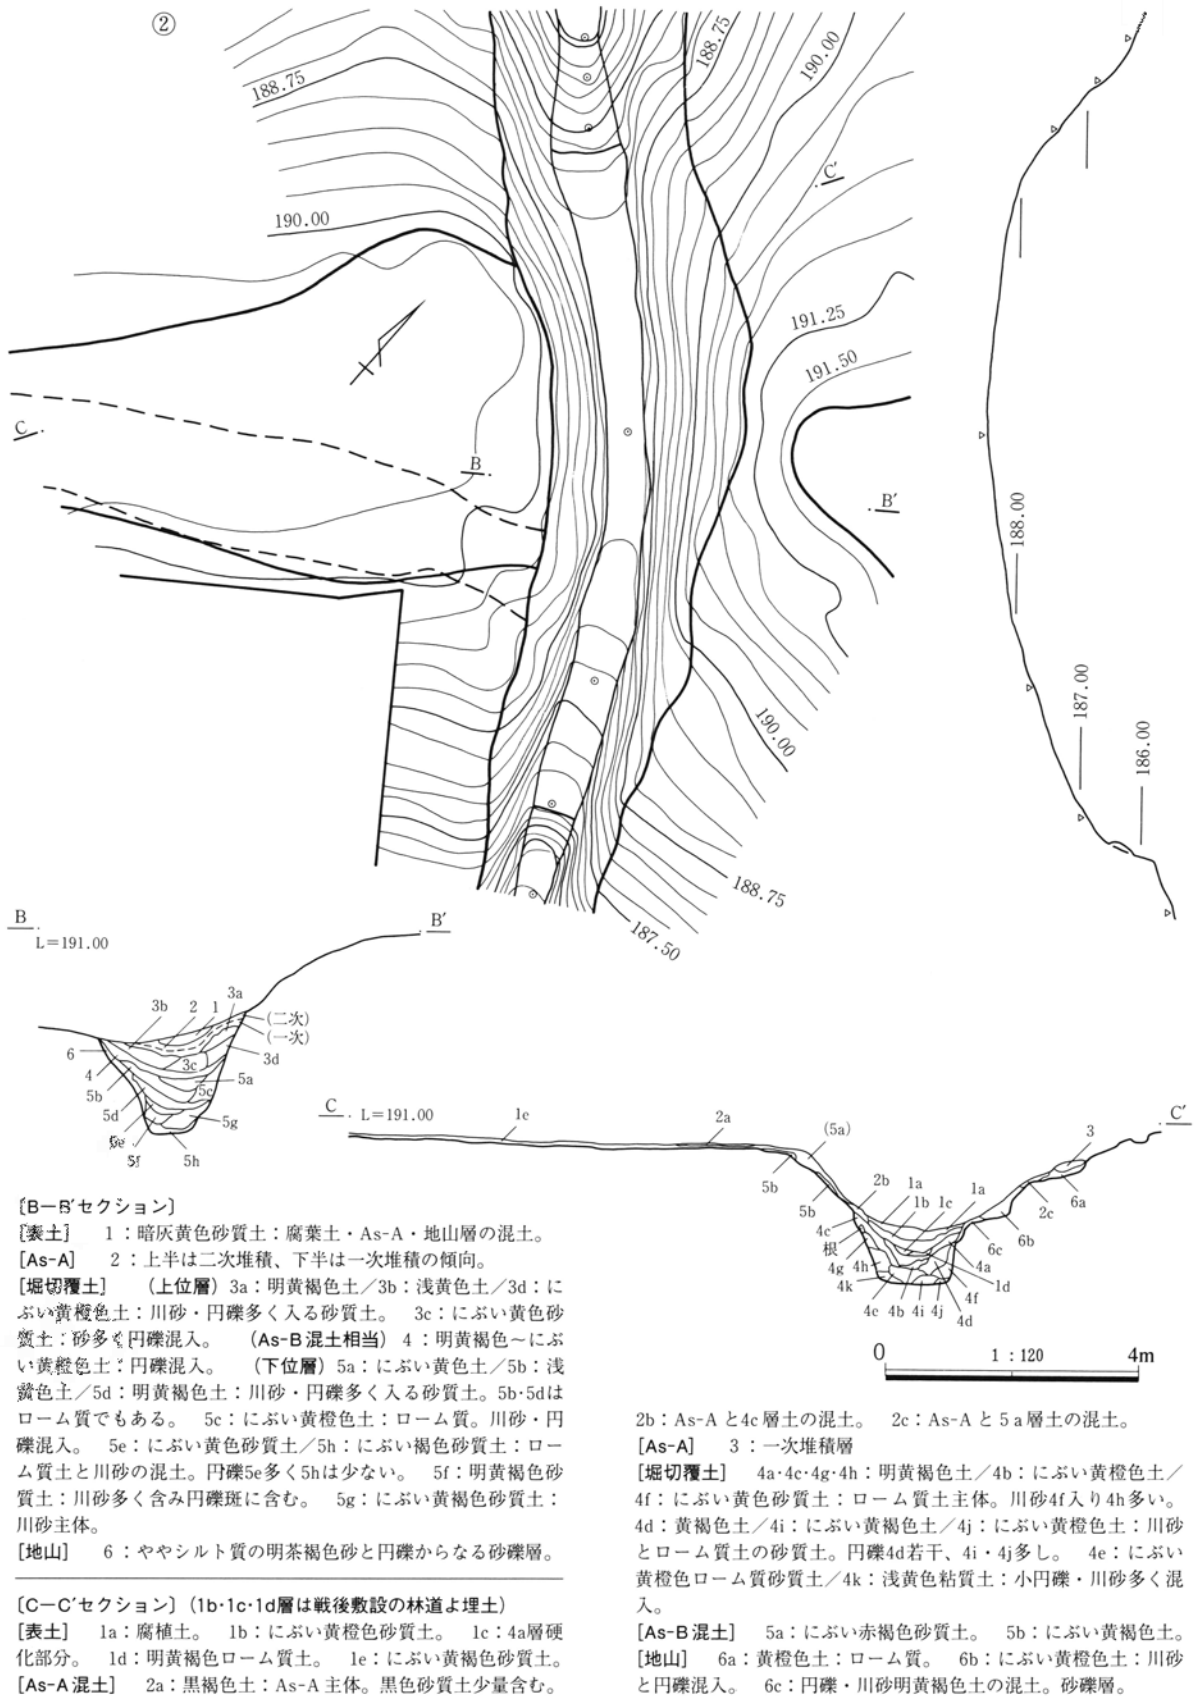 ②
188.75
188.75
190.00
C′
190.00
191.25
191.50
C
B
B′
188.00
187.00
186.00
190.00
188.75
187.50
B
B′
L=191.00
3b 2 1 3a
(二次)
(一次)
6
3d
3c
4
5a
5b
5c
5d
5g
5e
5f
5h
C
L=191.00
1e
2a
(5a)
3
C′
5b
5b
2b 1a
1b 1c 1a
2c
6a
4c
根
6c
6b
4g 4h
4a
4k
1d
4f
4e 4b 4i 4j
4d
0 1:120 4m
〔B−B′セクション〕
[表土] 1:暗灰黄色砂質土:腐葉土・As-A・地山層の混土。
[As-A] 2:上半は二次堆積、下半は一次堆積の傾向。
[堀切覆土] (上位層) 3a:明黄褐色土/3b:浅黄色土/3d:に
ぶい黄橙色土:川砂・円礫多く入る砂質土。 3c:にぶい黄色砂
質土:砂多く円礫混入。 (As-B混土相当) 4:明黄褐色~にぶ
い黄橙色土:円礫混入。 (下位層) 5a:にぶい黄色土/5b:浅
黄色土/5d:明黄褐色土:川砂・円礫多く入る砂質土。5b・5dは
ローム質でもある。 5c:にぶい黄橙色土:ローム質。川砂・円
礫混入。 5e:にぶい黄色砂質土/5h:にぶい褐色砂質土:ロー
ム質土と川砂の混土。円礫5e多く5hは少ない。 5f:明黄褐色砂
質土:川砂多く含み円礫斑に含む。 5g:にぶい黄褐色砂質土:
川砂主体。
[地山] 6:ややシルト質の明茶褐色砂と円礫からなる砂礫層。
〔C−C′セクション〕(1b・1c・1d層は戦後敷設の林道よ埋土)
[表土] 1a:腐植土。 1b:にぶい黄橙色砂質土。 1c:4a層硬
化部分。 1d:明黄褐色ローム質土。 1e:にぶい黄褐色砂質土。
[As-A混土] 2a:黒褐色土:As-A主体。黒色砂質土少量含む。
2b:As-Aと4c層土の混土。 2c:As-Aと5a層土の混土。
[As-A] 3:一次堆積層
[堀切覆土] 4a・4c・4g・4h:明黄褐色土/4b:にぶい黄橙色土/
4f:にぶい黄色砂質土:ローム質土主体。川砂4f入り4h多い。
4d:黄褐色土/4i:にぶい黄褐色土/4j:にぶい黄橙色土:川砂
とローム質土の砂質土。円礫4d若干、4i・4j多し。 4e:にぶい
黄橙色ローム質砂質土/4k:浅黄色粘質土:小円礫・川砂多く混
入。
[As-B混土] 5a:にぶい赤褐色砂質土。 5b:にぶい黄褐色土。
[地山] 6a:黄橙色土:ローム質。 6b:にぶい黄橙色土:川砂
と円礫混入。 6c:円礫・川砂明黄褐色土の混土。砂礫層。